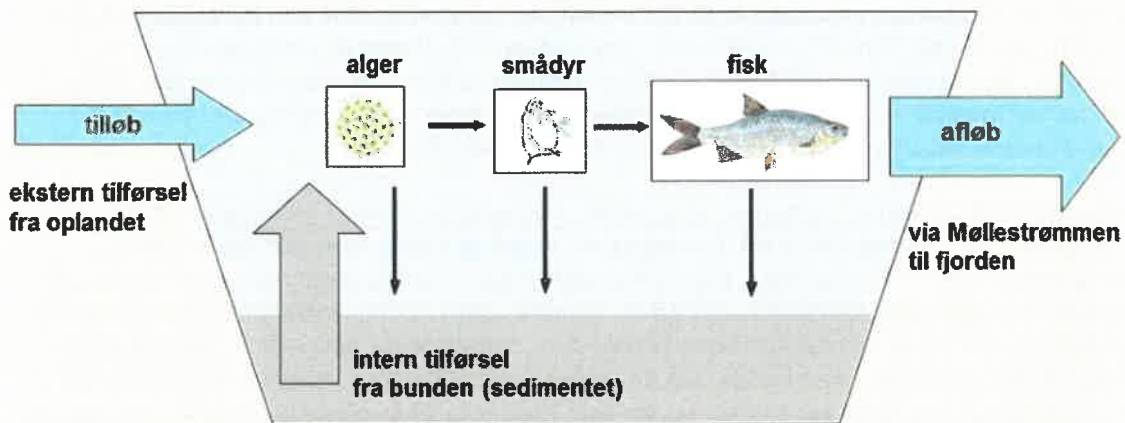 alger
smådyr
fisk
tilløb
afløb
ekstern tilførsel
fra oplandet
via Møllestrømmen
til fjorden
intern tilførsel
fra bunden (sedimentet)